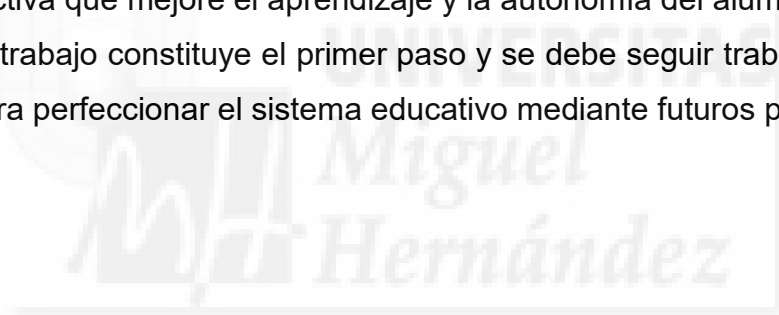 ctiva que mejore el aprendizaje y la autonomía del alum
trabajo constituye el primer paso y se debe seguir trab
ra perfeccionar el sistema educativo mediante futuros p
UNIVERSITAS
Miguel
Hernández